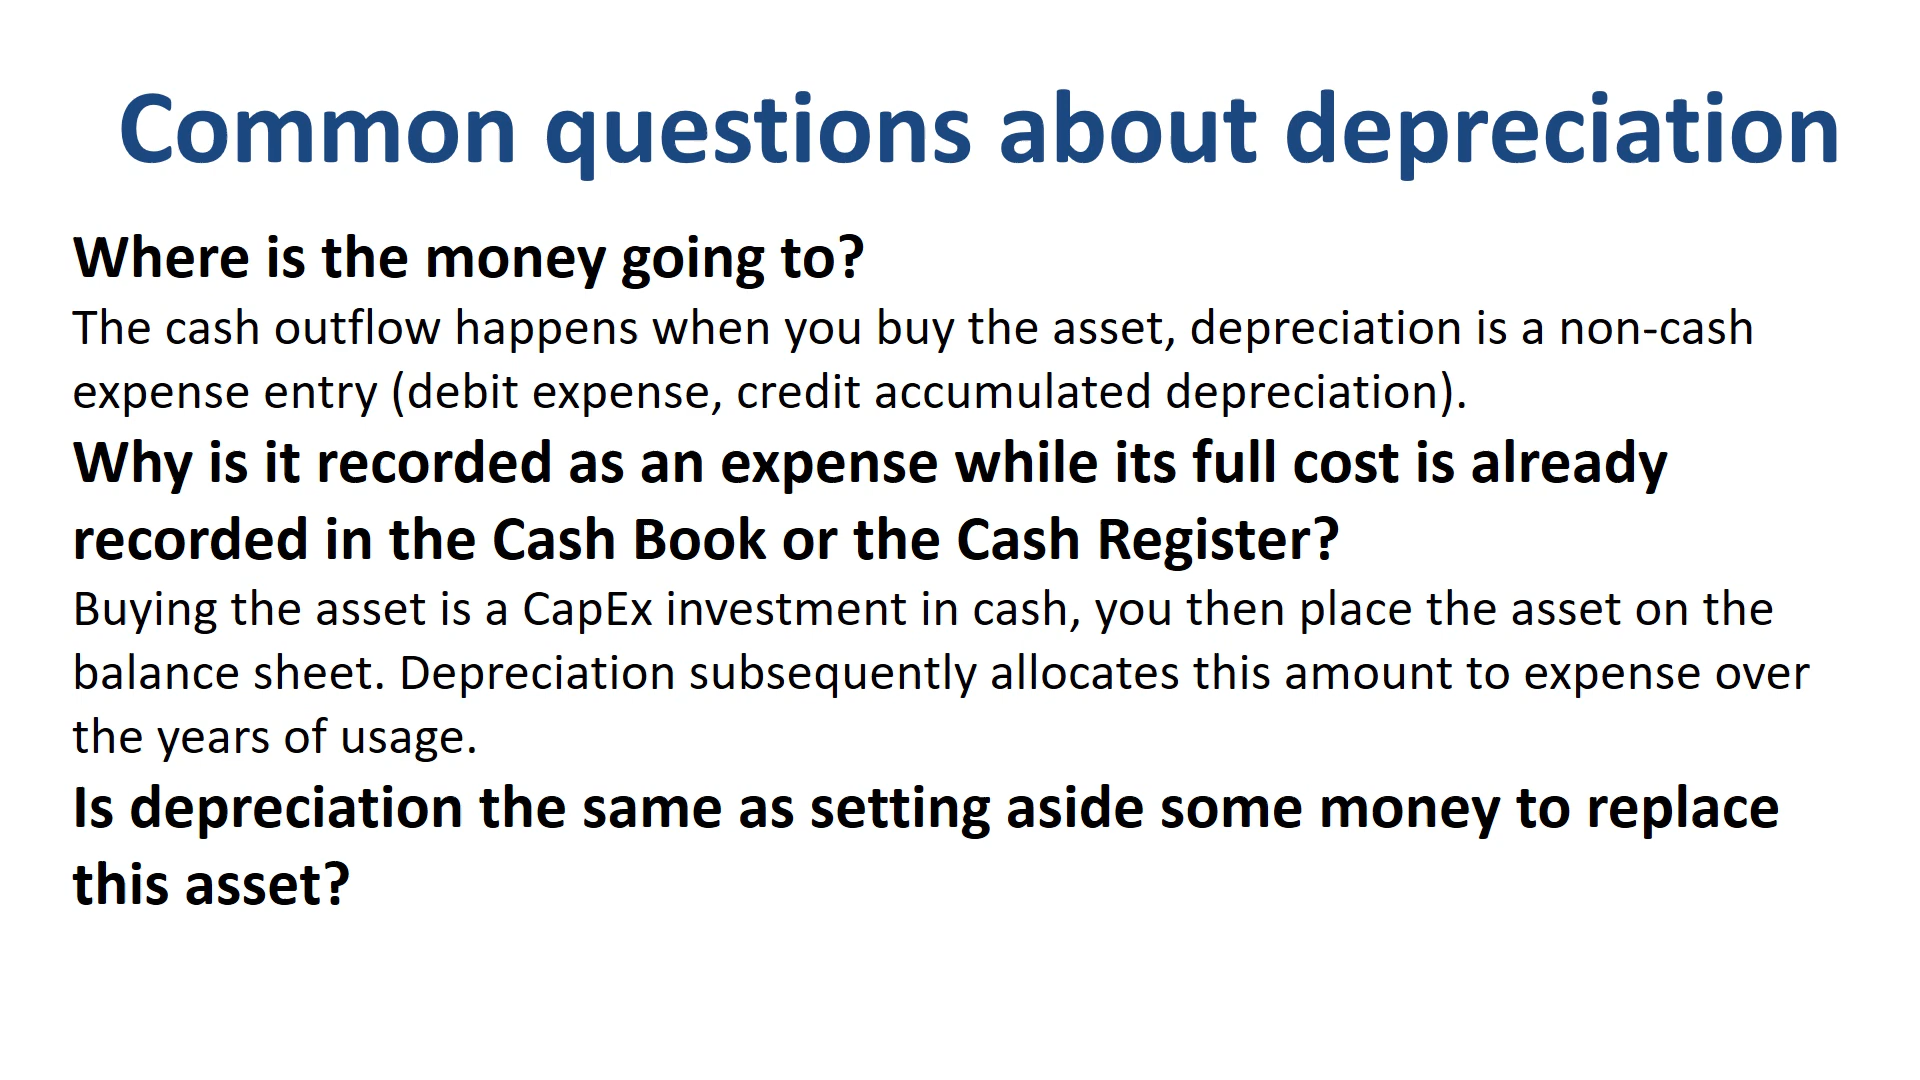 Common questions about depreciation
Where is the money going to?
The cash outflow happens when you buy the asset, depreciation is a non-cash
expense entry (debit expense, credit accumulated depreciation).
Why is it recorded as an expense while its full cost is already
recorded in the Cash Book or the Cash Register?
Buying the asset is a CapEx investment in cash, you then place the asset on the
balance sheet. Depreciation subsequently allocates this amount to expense over
the years of usage.
Is depreciation the same as setting aside some money to replace
this asset?